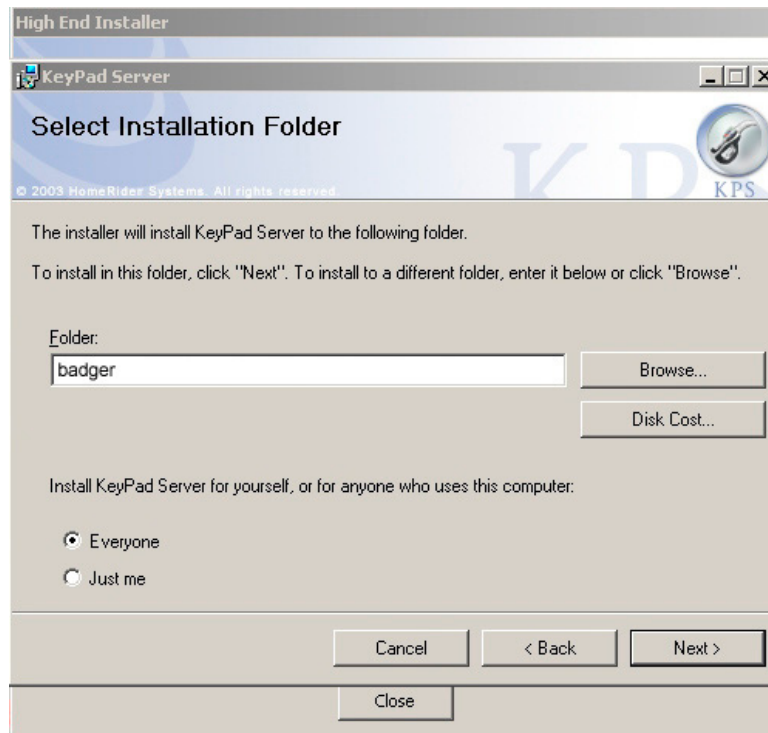 High End Installer
KeyPad Server
Select Installation Folder
KPS
© 2003 HomeRider Systems. All rights reserved.
The installer will install KeyPad Server to the following folder.
To install in this folder, click "Next". To install to a different folder, enter it below or click "Browse".
Folder:
badger
Browse...
Disk Cost...
Install KeyPad Server for yourself, or for anyone who uses this computer:
Everyone
Just me
Cancel
< Back
Next >
Close